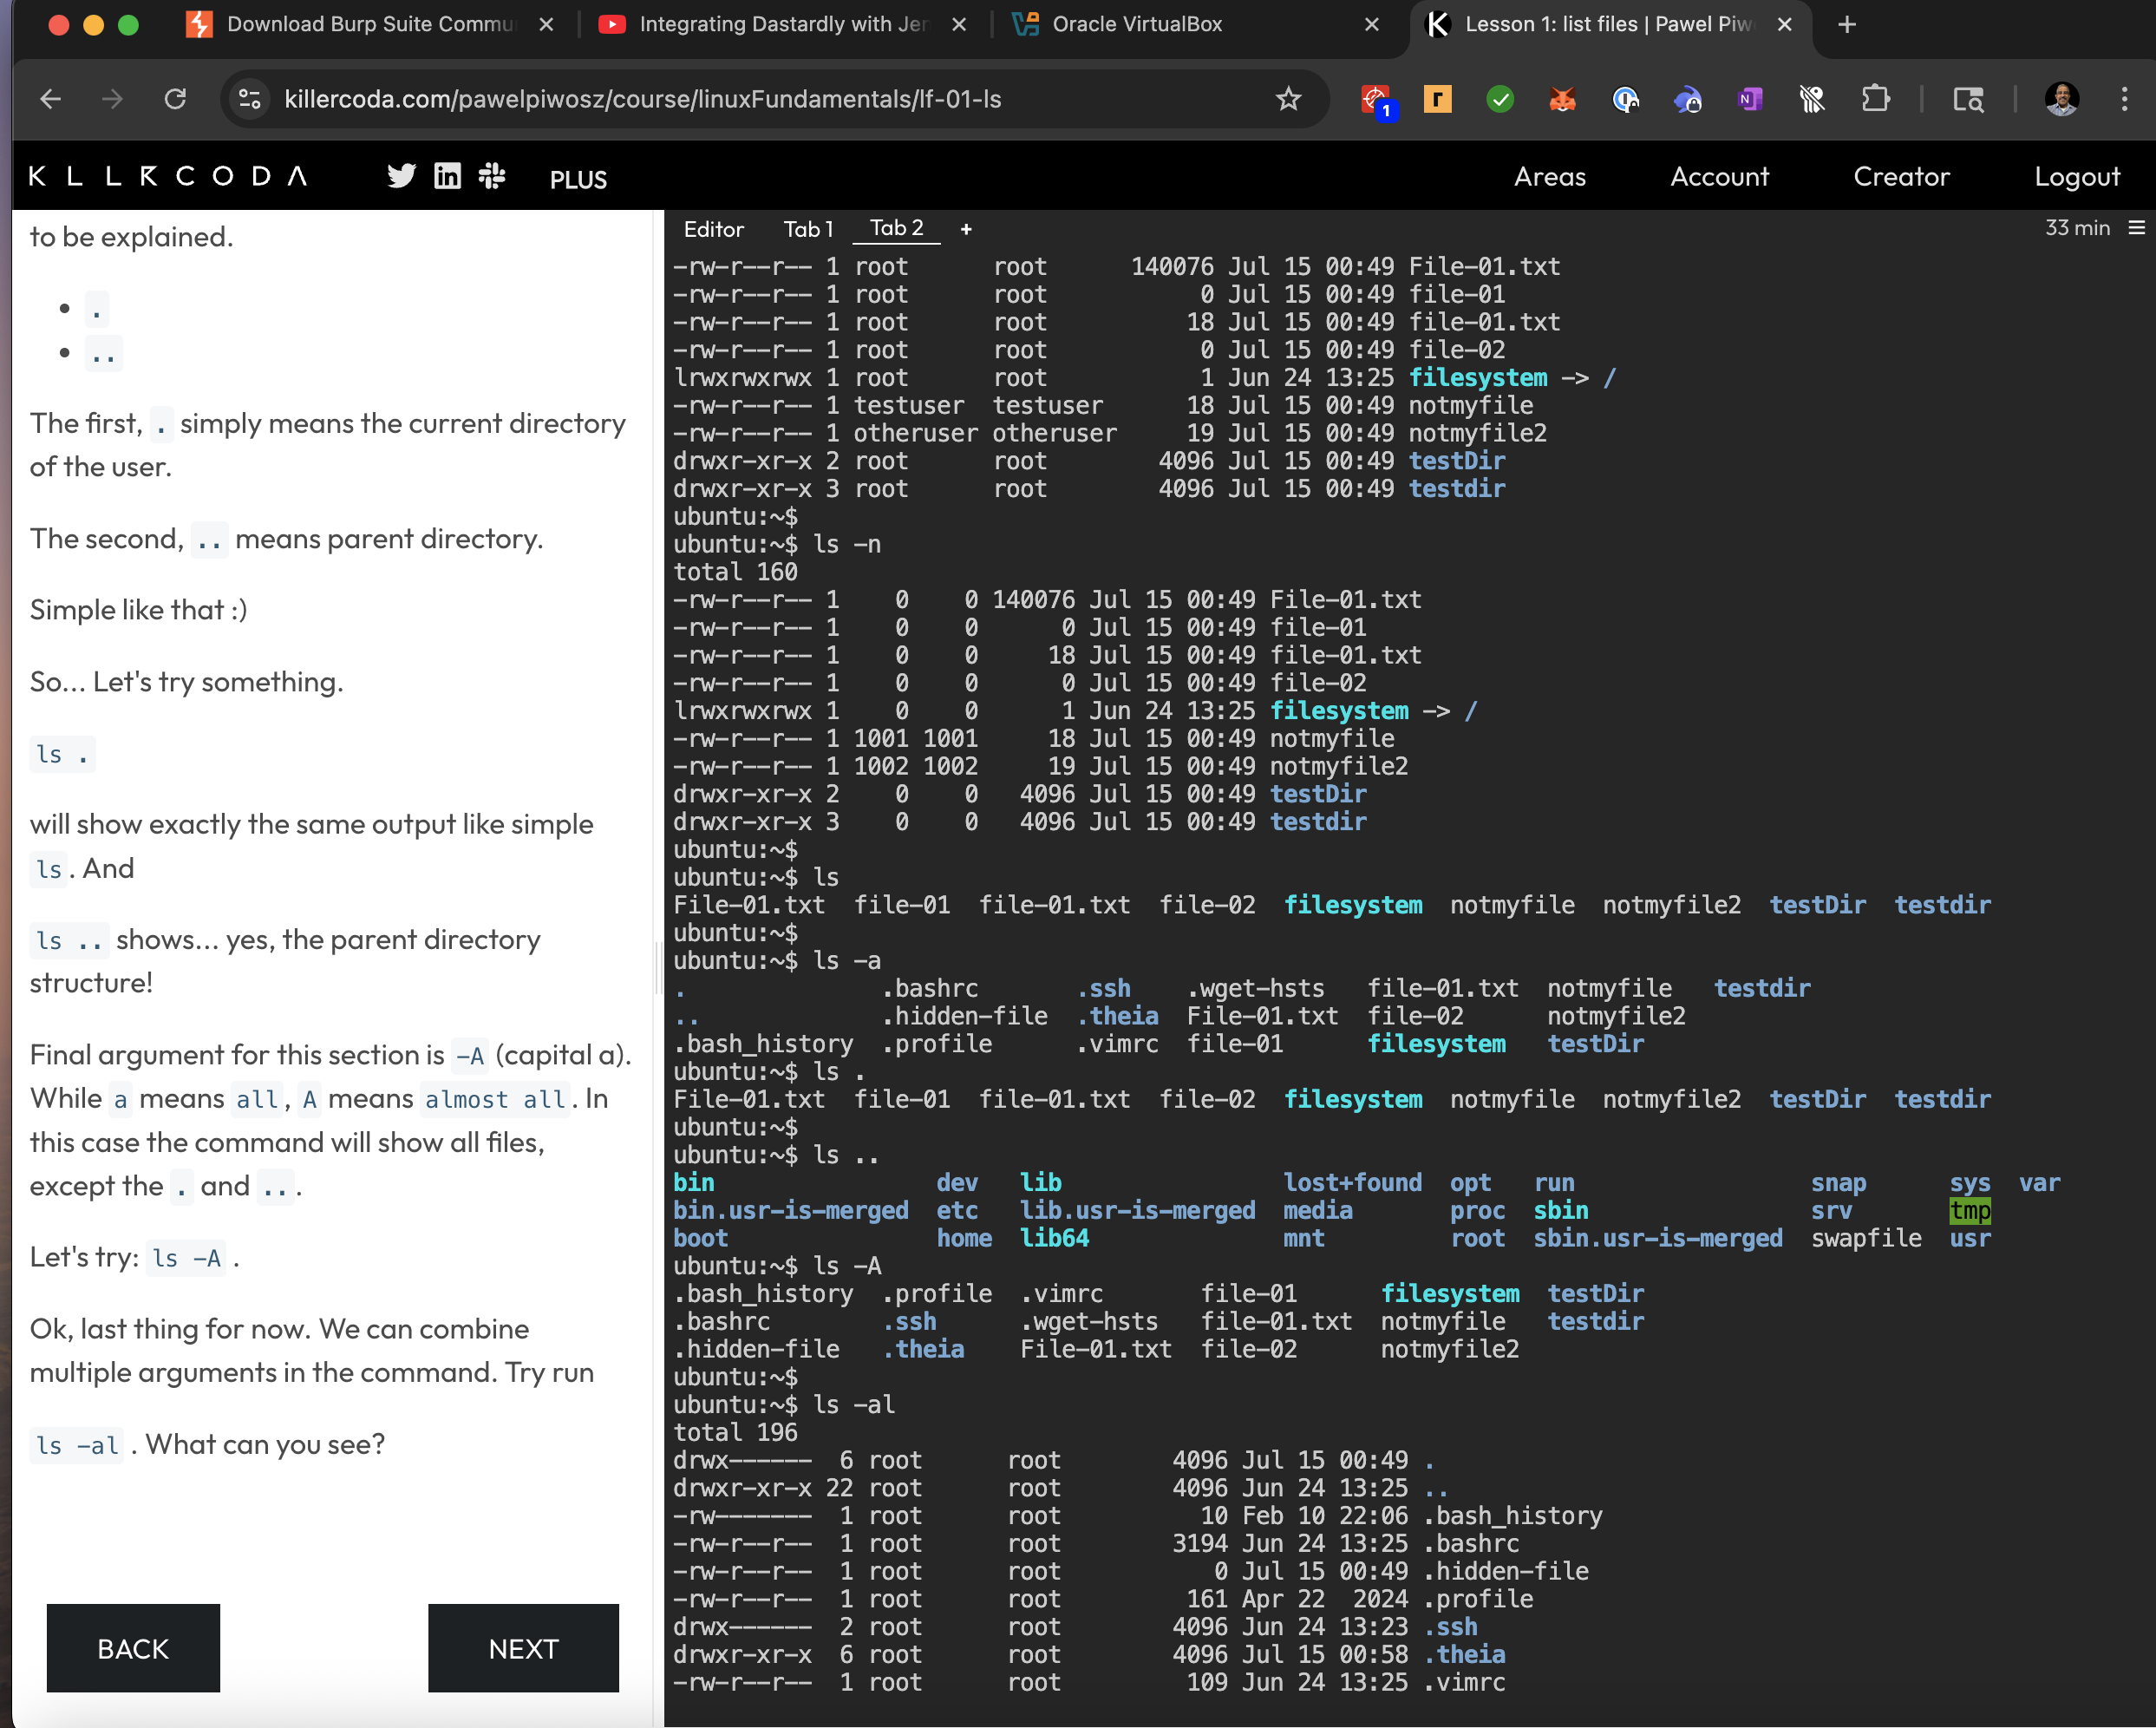 Download Burp Suite Commu
Integrating Dastardly with Jen
Oracle VirtualBox
Lesson 1: list files | Pawel Piw
killercoda.com/pawelpiwosz/course/linuxFundamentals/lf-01-ls
1
KLLRCODA
PLUS
Areas
Account
Creator
Logout
to be explained.
• .
• ..
The first, . simply means the current directory
of the user.
The second, .. means parent directory.
Simple like that :)
So... Let's try something.
ls .
will show exactly the same output like simple
ls. And
ls .. shows... yes, the parent directory
structure!
Final argument for this section is -A (capital a).
While a means all, A means almost all. In
this case the command will show all files,
except the . and ...
Let's try: ls -A .
Ok, last thing for now. We can combine
multiple arguments in the command. Try run
ls -al . What can you see?
BACK
NEXT
Editor Tab 1 Tab 2 +
33 min
-rw-r--r-- 1 root      root      140076 Jul 15 00:49 File-01.txt
-rw-r--r-- 1 root      root           0 Jul 15 00:49 file-01
-rw-r--r-- 1 root      root          18 Jul 15 00:49 file-01.txt
-rw-r--r-- 1 root      root           0 Jul 15 00:49 file-02
lrwxrwxrwx 1 root      root           1 Jun 24 13:25 filesystem -> /
-rw-r--r-- 1 testuser  testuser      18 Jul 15 00:49 notmyfile
-rw-r--r-- 1 otheruser otheruser     19 Jul 15 00:49 notmyfile2
drwxr-xr-x 2 root      root        4096 Jul 15 00:49 testDir
drwxr-xr-x 3 root      root        4096 Jul 15 00:49 testdir
ubuntu:~$
ubuntu:~$ ls -n
total 160
-rw-r--r-- 1    0    0 140076 Jul 15 00:49 File-01.txt
-rw-r--r-- 1    0    0      0 Jul 15 00:49 file-01
-rw-r--r-- 1    0    0     18 Jul 15 00:49 file-01.txt
-rw-r--r-- 1    0    0      0 Jul 15 00:49 file-02
lrwxrwxrwx 1    0    0      1 Jun 24 13:25 filesystem -> /
-rw-r--r-- 1 1001 1001     18 Jul 15 00:49 notmyfile
-rw-r--r-- 1 1002 1002     19 Jul 15 00:49 notmyfile2
drwxr-xr-x 2    0    0   4096 Jul 15 00:49 testDir
drwxr-xr-x 3    0    0   4096 Jul 15 00:49 testdir
ubuntu:~$
ubuntu:~$ ls
File-01.txt  file-01  file-01.txt  file-02  filesystem  notmyfile  notmyfile2  testDir  testdir
ubuntu:~$
ubuntu:~$ ls -a
.              .bashrc       .ssh    .wget-hsts   file-01.txt  notmyfile   testdir
..             .hidden-file  .theia  File-01.txt  file-02      notmyfile2
.bash_history  .profile      .vimrc  file-01      filesystem   testDir
ubuntu:~$ ls .
File-01.txt  file-01  file-01.txt  file-02  filesystem  notmyfile  notmyfile2  testDir  testdir
ubuntu:~$
ubuntu:~$ ls ..
bin                dev   lib                lost+found  opt   run                 snap      sys  var
bin.usr-is-merged  etc   lib.usr-is-merged  media       proc  sbin                srv       tmp
boot               home  lib64              mnt         root  sbin.usr-is-merged  swapfile  usr
ubuntu:~$ ls -A
.bash_history  .profile  .vimrc       file-01      filesystem  testDir
.bashrc        .ssh      .wget-hsts   file-01.txt  notmyfile   testdir
.hidden-file   .theia    File-01.txt  file-02      notmyfile2
ubuntu:~$
ubuntu:~$ ls -al
total 196
drwx------  6 root      root        4096 Jul 15 00:49 .
drwxr-xr-x 22 root      root        4096 Jun 24 13:25 ..
-rw-------  1 root      root          10 Feb 10 22:06 .bash_history
-rw-r--r--  1 root      root        3194 Jun 24 13:25 .bashrc
-rw-r--r--  1 root      root           0 Jul 15 00:49 .hidden-file
-rw-r--r--  1 root      root         161 Apr 22  2024 .profile
drwx------  2 root      root        4096 Jun 24 13:23 .ssh
drwxr-xr-x  6 root      root        4096 Jul 15 00:58 .theia
-rw-r--r--  1 root      root         109 Jun 24 13:25 .vimrc